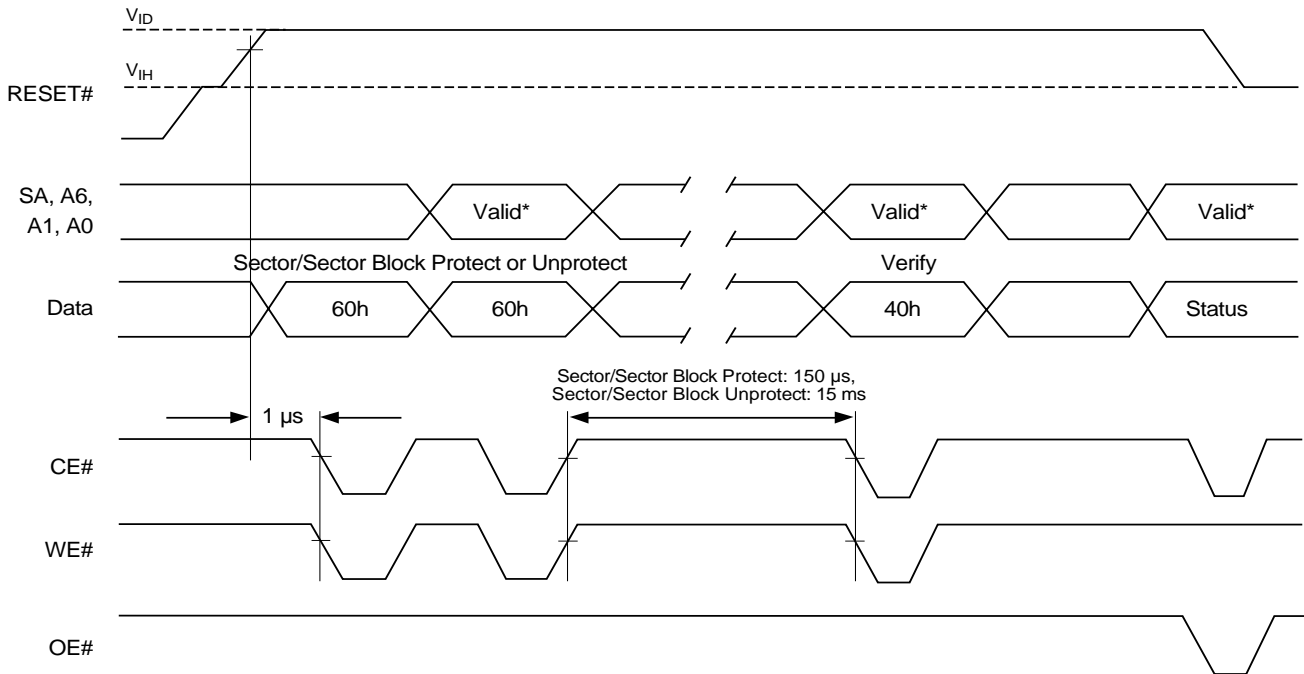 VID
VIH
RESET#
SA, A6,
A1, A0
Valid*
Valid*
Valid*
Sector/Sector Block Protect or Unprotect
Verify
Data
60h
60h
40h
Status
Sector/Sector Block Protect: 150 µs,
Sector/Sector Block Unprotect: 15 ms
1 µs
CE#
WE#
OE#